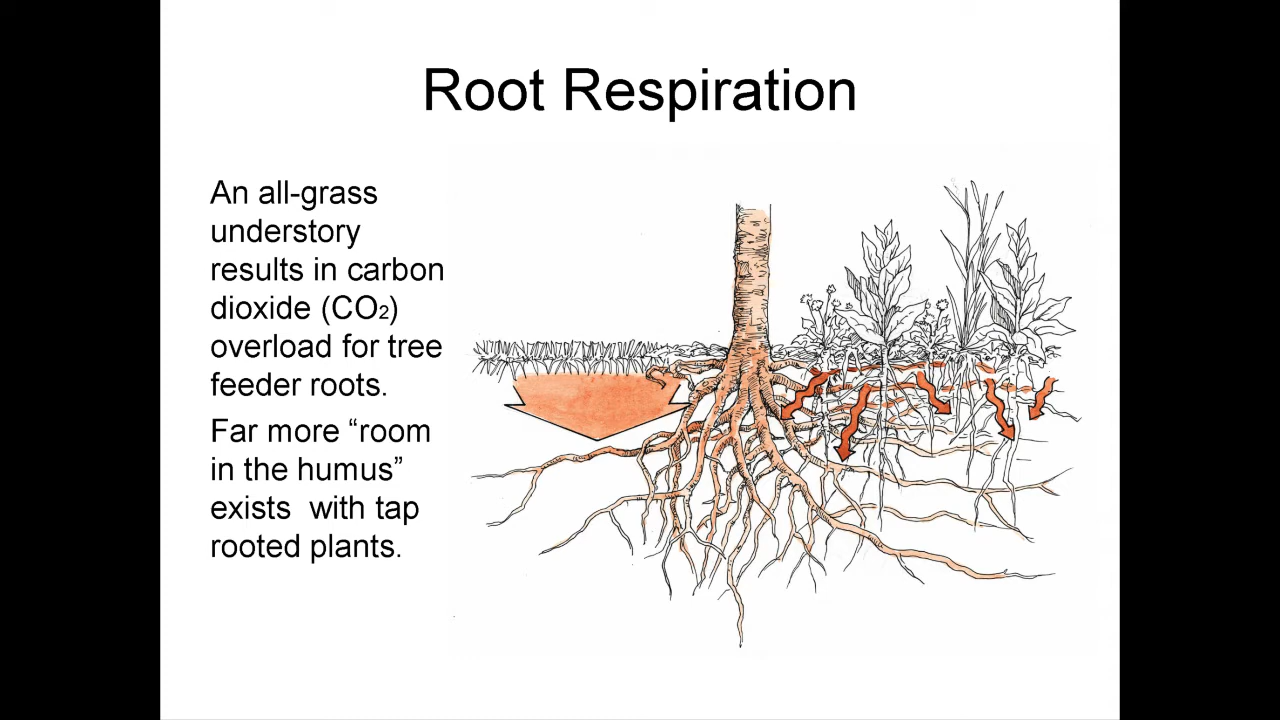 Root Respiration
An all-grass
understory
results in carbon
dioxide (CO₂)
overload for tree
feeder roots.
Far more “room
in the humus”
exists  with tap
rooted plants.